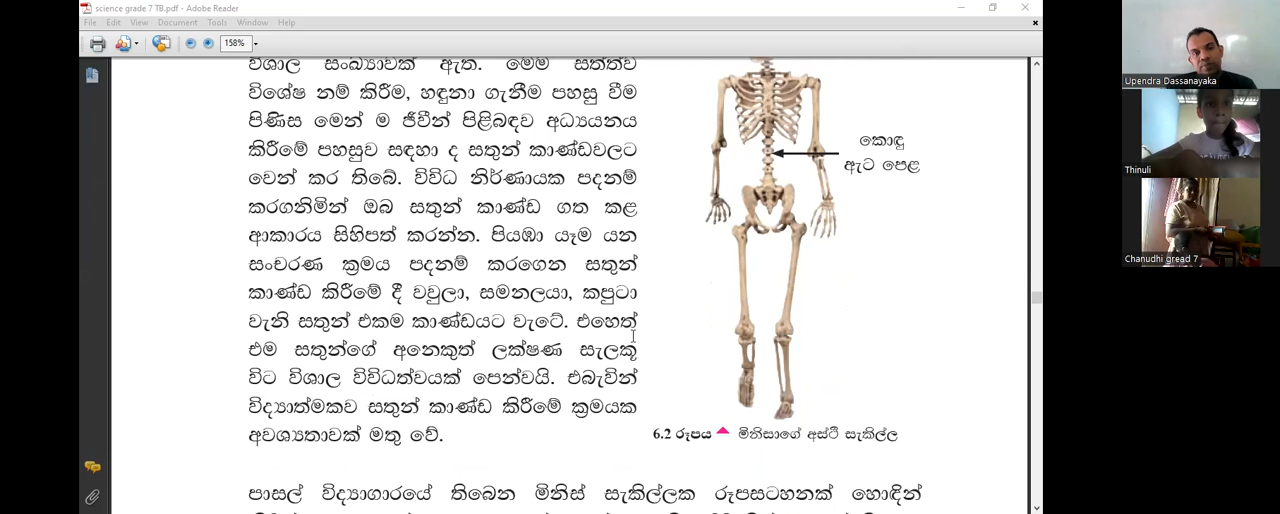 science grade 7 TB.pdf - Adobe Reader
File Edit View Document Tools Window Help
158%
විශාල සංඛ්‍යාවක් ඇත. මෙම සත්ත්ව
විශේෂ නම් කිරීම, හඳුනා ගැනීම පහසු වීම
පිණිස මෙන් ම ජීවීන් පිළිබඳව අධ්‍යයනය
කිරීමේ පහසුව සඳහා ද සතුන් කාණ්ඩවලට
වෙන් කර තිබේ. විවිධ නිර්ණායක පදනම්
කරගනිමින් ඔබ සතුන් කාණ්ඩ ගත කළ
ආකාරය සිහිපත් කරන්න. පියඹා යෑම යන
සංචරණ ක්‍රමය පදනම් කරගෙන සතුන්
කාණ්ඩ කිරීමේ දී වවුලා, සමනලයා, කපුටා
වැනි සතුන් එකම කාණ්ඩයට වැටේ. එහෙත්
එම සතුන්ගේ අනෙකුත් ලක්ෂණ සැලකූ
විට විශාල විවිධත්වයක් පෙන්වයි. එබැවින්
විද්‍යාත්මකව සතුන් කාණ්ඩ කිරීමේ ක්‍රමයක
අවශ්‍යතාවක් මතු වේ.
කොඳු
ඇට පෙළ
6.2 රූපය මිනිසාගේ අස්ථි සැකිල්ල
පාසල් විද්‍යාගාරයේ තිබෙන මිනිස් සැකිල්ලක රූපසටහනක් හොඳින්
Upendra Dassanayaka
Thinuli
Chanudhi gread 7